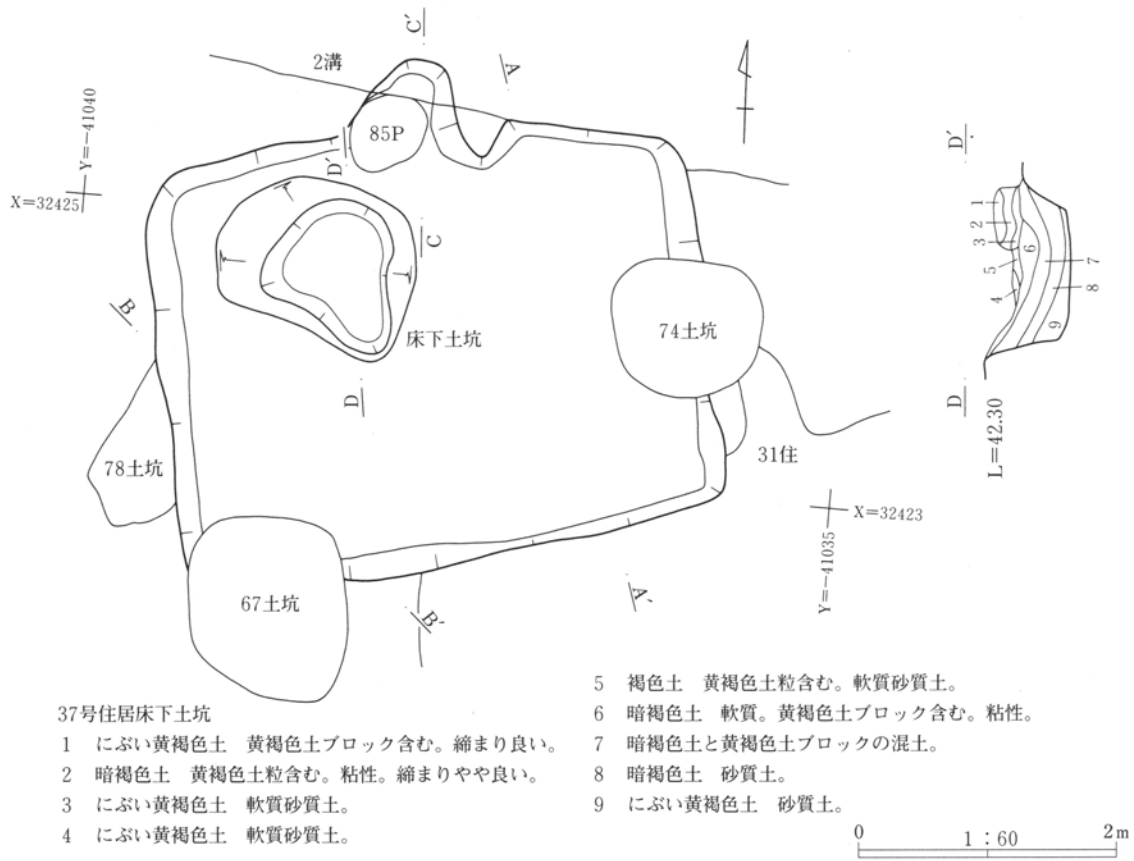 2溝
C′
A
Y=-41040
X=32425
85P
D′
C
B
床下土坑
74土坑
D
78土坑
31住
67土坑
B′
A′
X=32423
Y=-41035
D′
1
2
3
6
5
4
7
8
9
D
L=42.30
37号住居床下土坑
1 にぶい黄褐色土 黄褐色土ブロック含む。締まり良い。
2 暗褐色土 黄褐色土粒含む。粘性。締まりやや良い。
3 にぶい黄褐色土 軟質砂質土。
4 にぶい黄褐色土 軟質砂質土。
5 褐色土 黄褐色土粒含む。軟質砂質土。
6 暗褐色土 軟質。黄褐色土ブロック含む。粘性。
7 暗褐色土と黄褐色土ブロックの混土。
8 暗褐色土 砂質土。
9 にぶい黄褐色土 砂質土。
0 1:60 2m